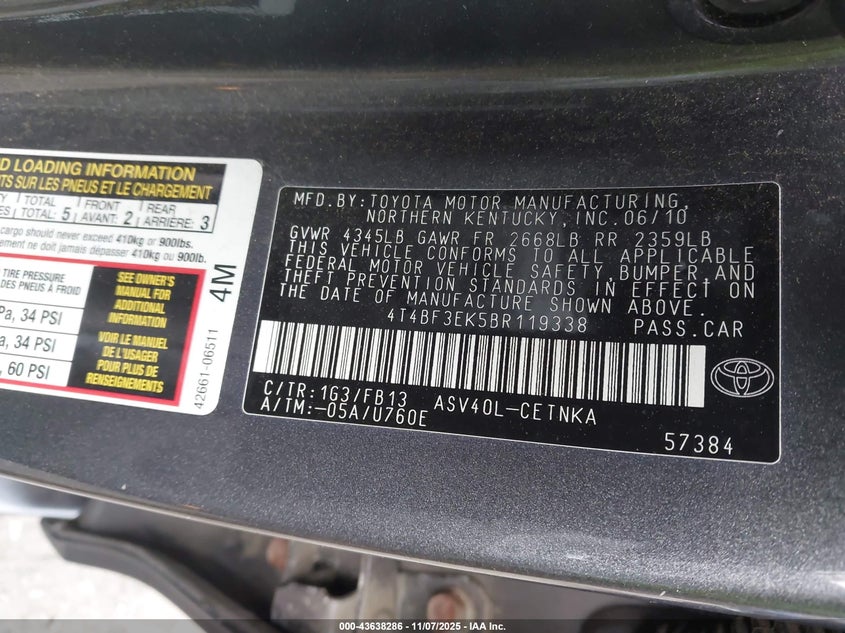 D LOADING INFORMATION
TS SUR LES PNEUS ET LE CHARGEMENT
TOTAL: 5
FRONT
AVANT: 2
REAR
ARRIÈRE: 3
cargo should never exceed 410kg or 900lbs.
ne doit jamais dépasser 410 kg ou 900lb.
TIRE PRESSURE
DES PNEUS À FROID
34 PSI
34 PSI
60 PSI
SEE OWNER'S
MANUAL FOR
ADDITIONAL
INFORMATION
VOIR LE MANUEL
DE L'USAGER
POUR PLUS DE
RENSEIGNEMENTS
4M
42661-06511
MFD.BY:TOYOTA MOTOR MANUFACTURING,
NORTHERN KENTUCKY,INC.06/10
GVWR 4345LB GAWR FR 2668LB RR 2359LB
THIS VEHICLE CONFORMS TO ALL APPLICABLE
FEDERAL MOTOR VEHICLE SAFETY,BUMPER,AND
THEFT PREVENTION STANDARDS IN EFFECT ON
THE DATE OF MANUFACTURE SHOWN ABOVE.
4T4BF3EK5BR119338 PASS.CAR
C/TR:1G3/FB13 ASV40L-CETNKA
A/TM:-05A/U760E
57384
000-43638286 - 11/07/2025 - IAA Inc.